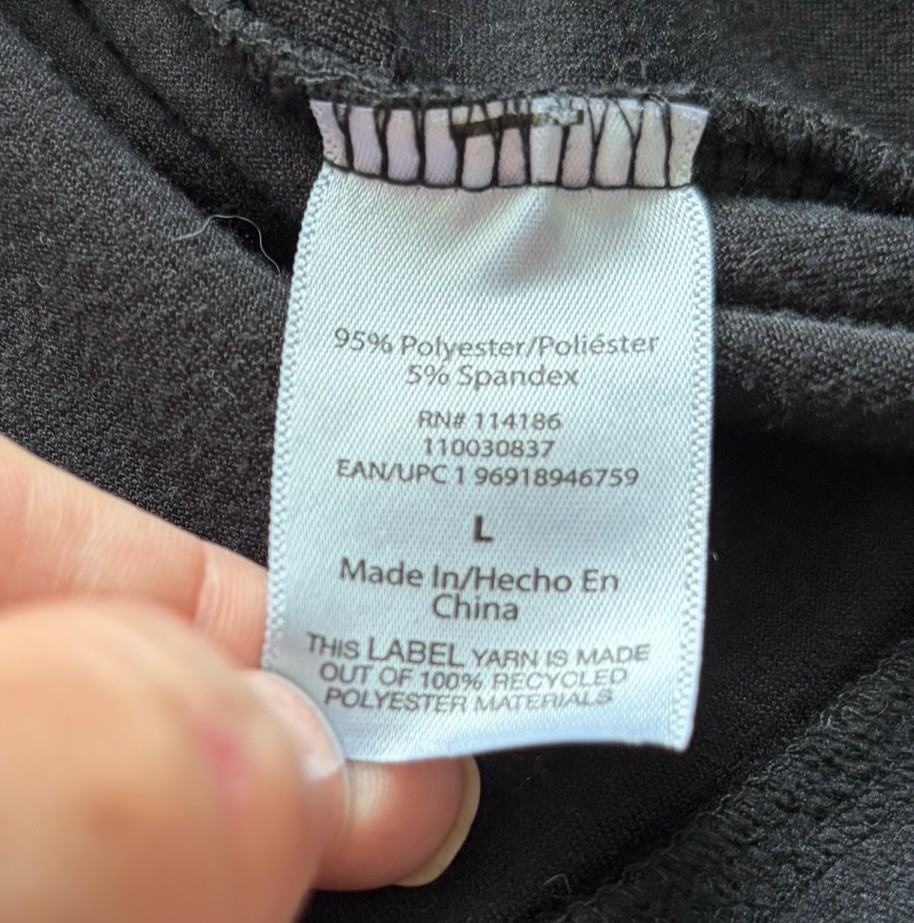 95% Polyester/Poliéster
5% Spandex
RN# 114186
110030837
EAN/UPC 1 96918946759
L
Made In/Hecho En
China
THIS LABEL YARN IS MADE
OUT OF 100% RECYCLED
POLYESTER MATERIALS